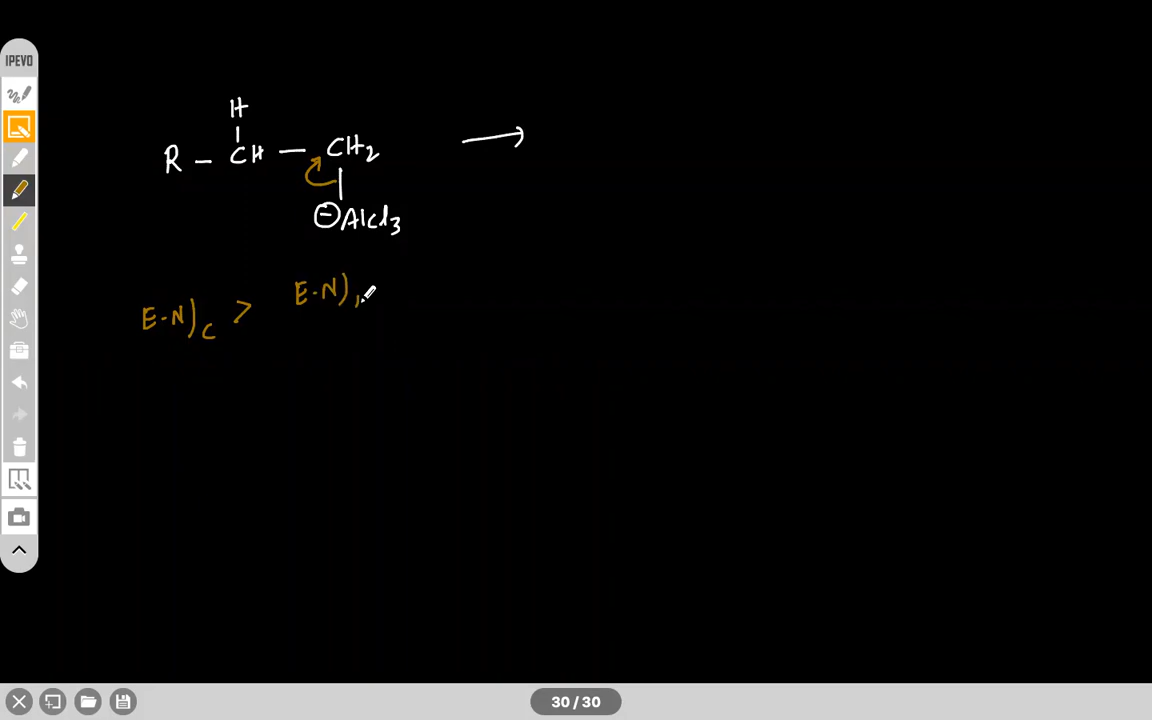 IPEVO
H
R - CH - CH2 →
⊖AlCl3
E·N)C > E·N)
30 / 30